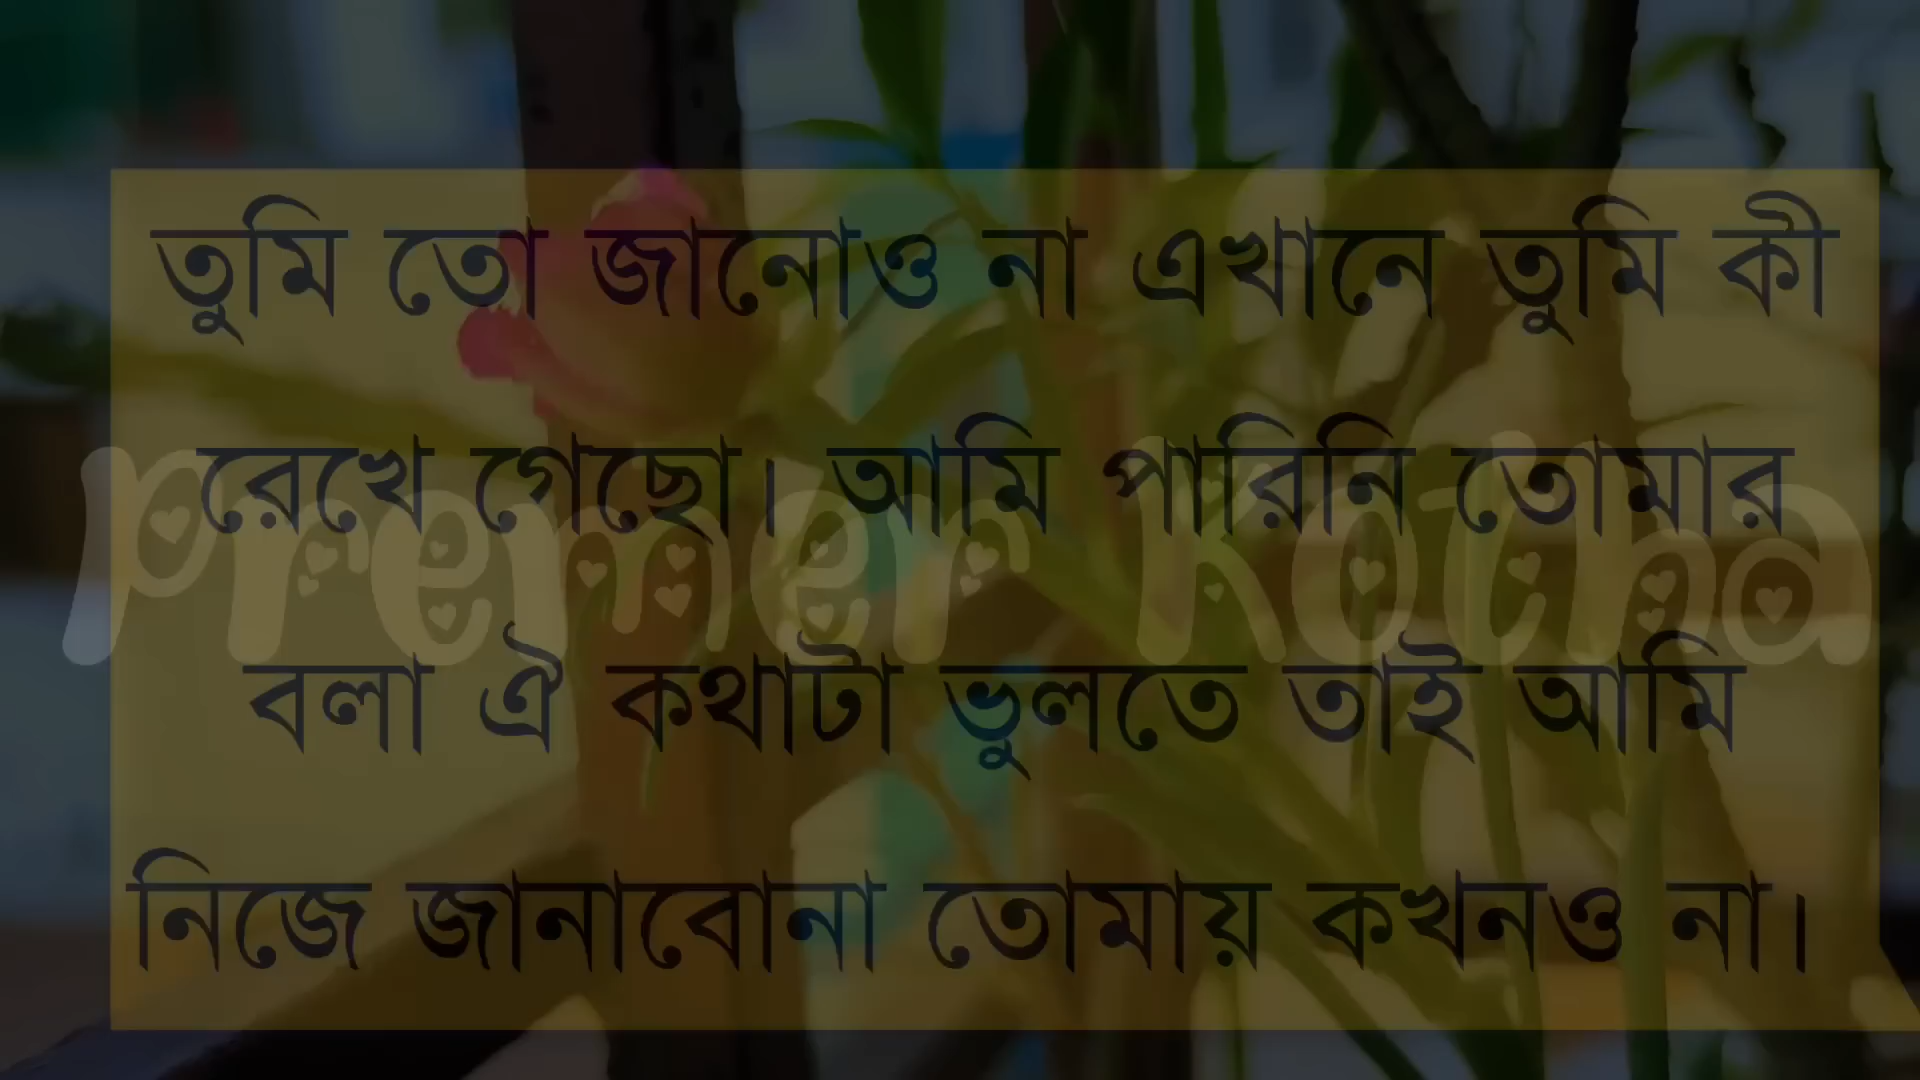 তুমি তো জানোও না এখানে তুমি কী
রেখে গেছো। আমি পারিনি তোমার
Premer Kotha
বলা ঐ কথাটা ভুলতে তাই আমি
নিজে জানাবোনা তোমায় কখনও না।